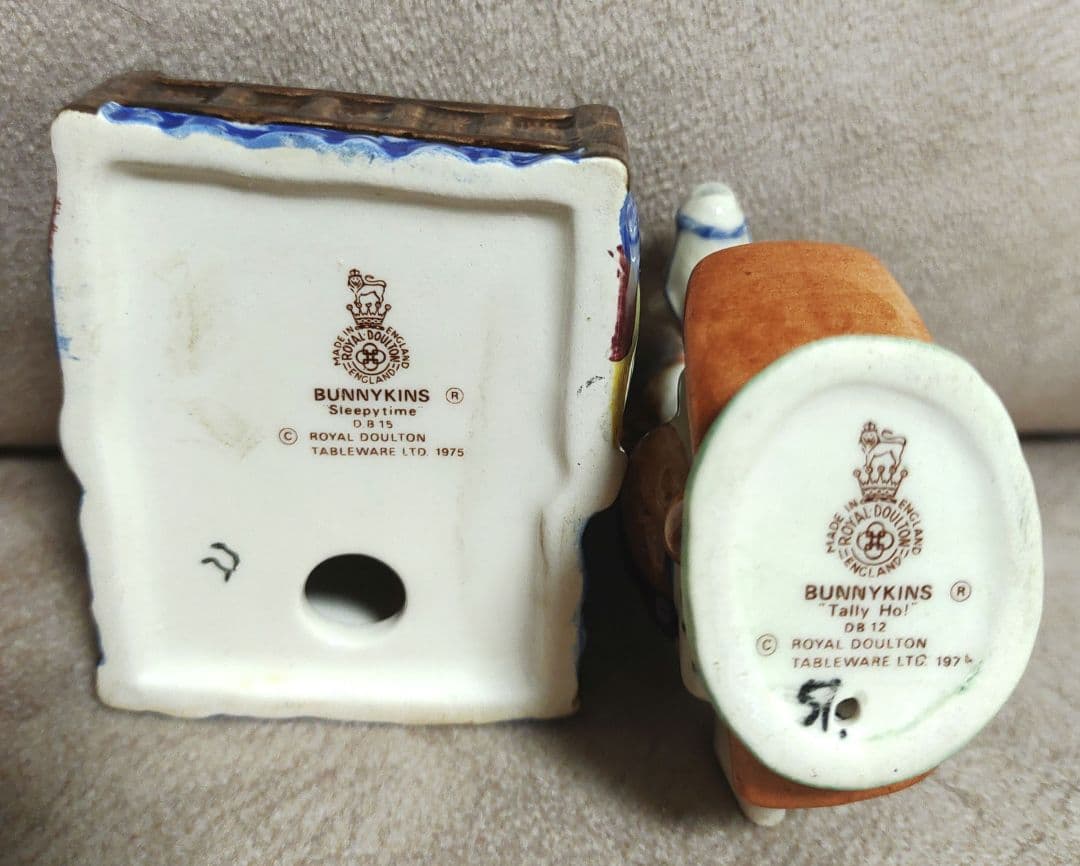 MADE IN ENGLAND
ROYAL DOULTON
ENGLAND
BUNNYKINS ®
"Sleepytime"
D.B 15
© ROYAL DOULTON
TABLEWARE LTD. 1975
MADE IN ENGLAND
ROYAL DOULTON
ENGLAND
BUNNYKINS ®
"Tally Ho!"
DB 12
© ROYAL DOULTON
TABLEWARE LTD 197